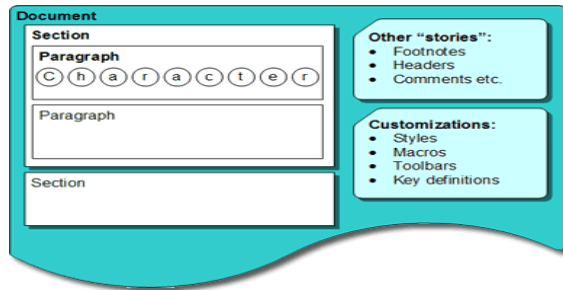 Document
Section
Paragraph
C h a r a c t e r
Paragraph
Section
Other “stories”:
• Footnotes
• Headers
• Comments etc.
Customizations:
• Styles
• Macros
• Toolbars
• Key definitions